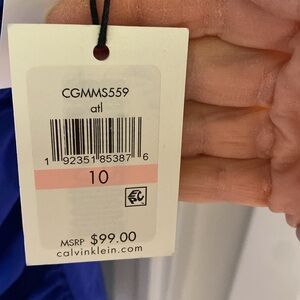 CGMMS559
atl
1 92351 85387 6
10
MSRP $99.00
calvinklein.com